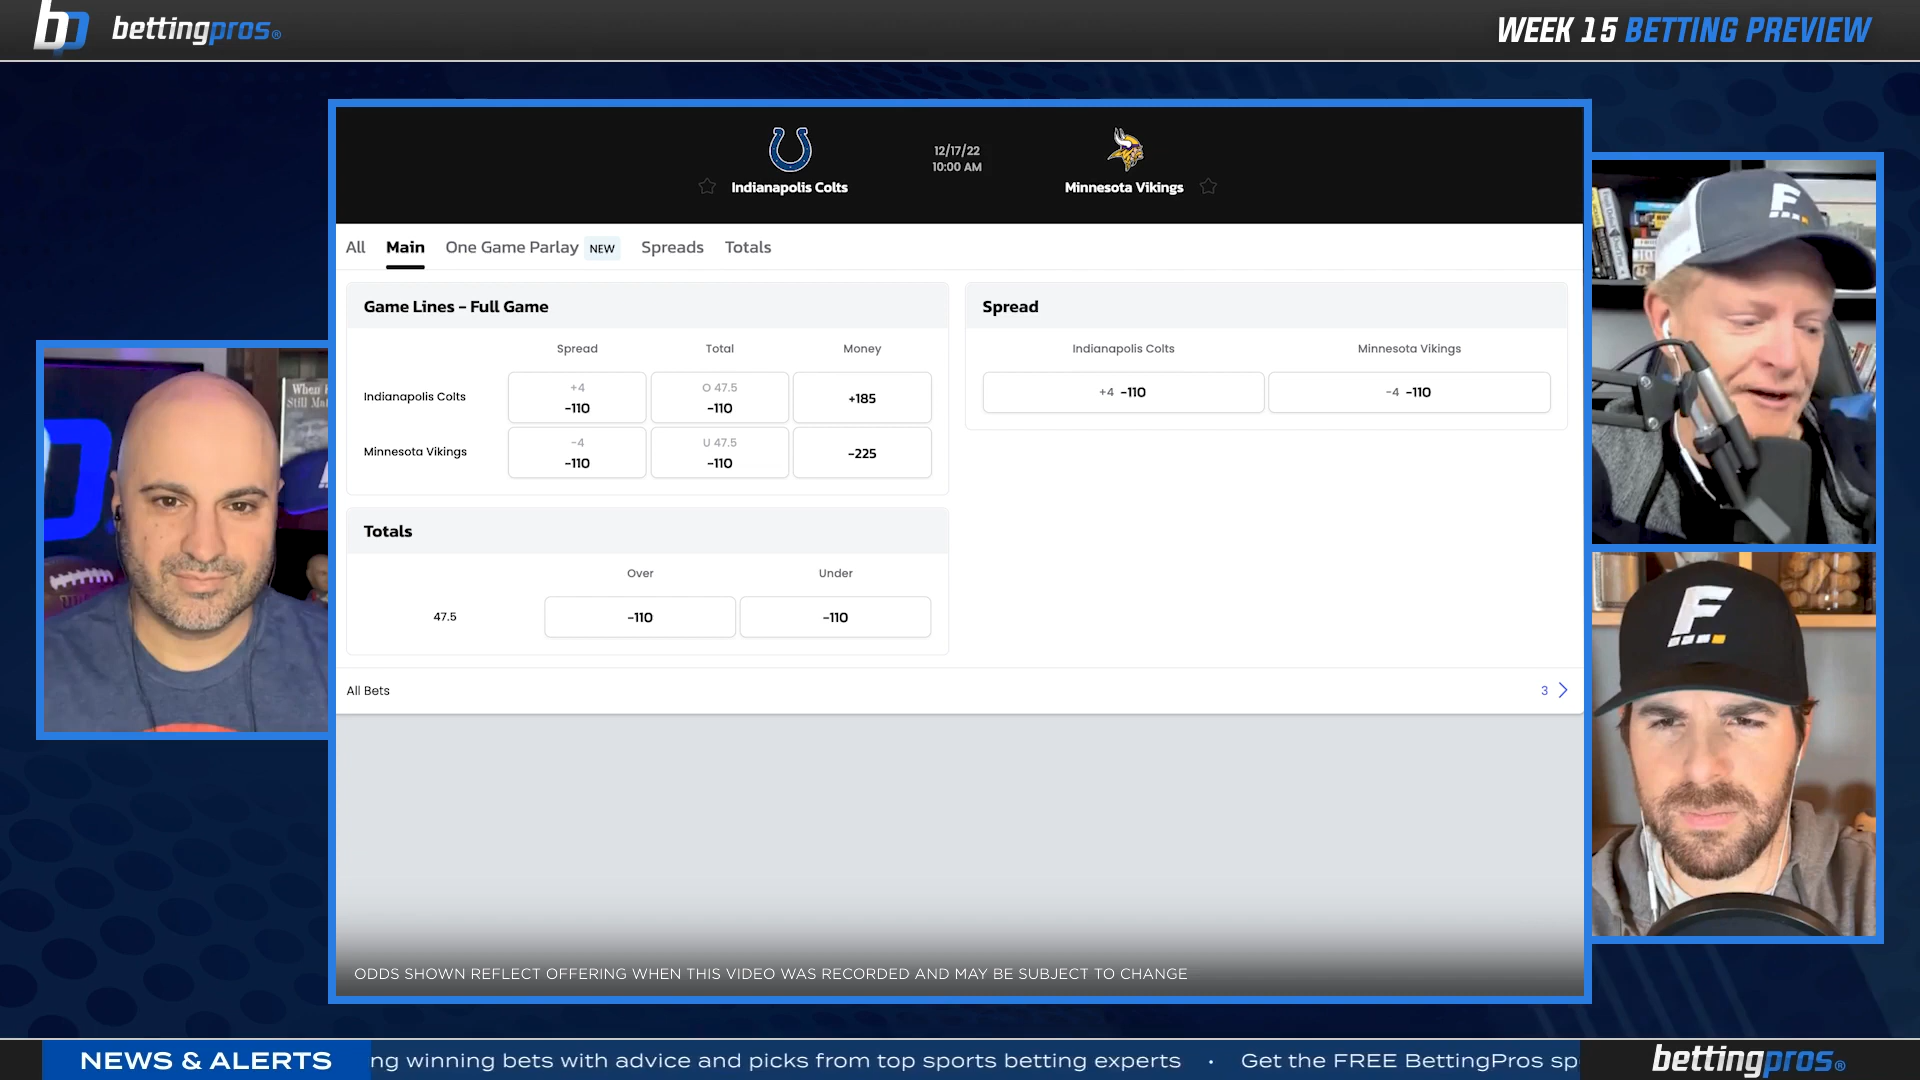 bp bettingpros®
WEEK 15 BETTING PREVIEW
12/17/22
10:00 AM
Indianapolis Colts
Minnesota Vikings
All Main One Game Parlay NEW Spreads Totals
Game Lines - Full Game
Spread Total Money
Indianapolis Colts
+4
-110
O 47.5
-110
+185
Minnesota Vikings
-4
-110
U 47.5
-110
-225
Spread
Indianapolis Colts Minnesota Vikings
+4 -110 -4 -110
Totals
Over Under
47.5 -110 -110
All Bets 3
When
Still
F
F
ODDS SHOWN REFLECT OFFERING WHEN THIS VIDEO WAS RECORDED AND MAY BE SUBJECT TO CHANGE
NEWS & ALERTS
ng winning bets with advice and picks from top sports betting experts • Get the FREE BettingPros sp
bettingpros®